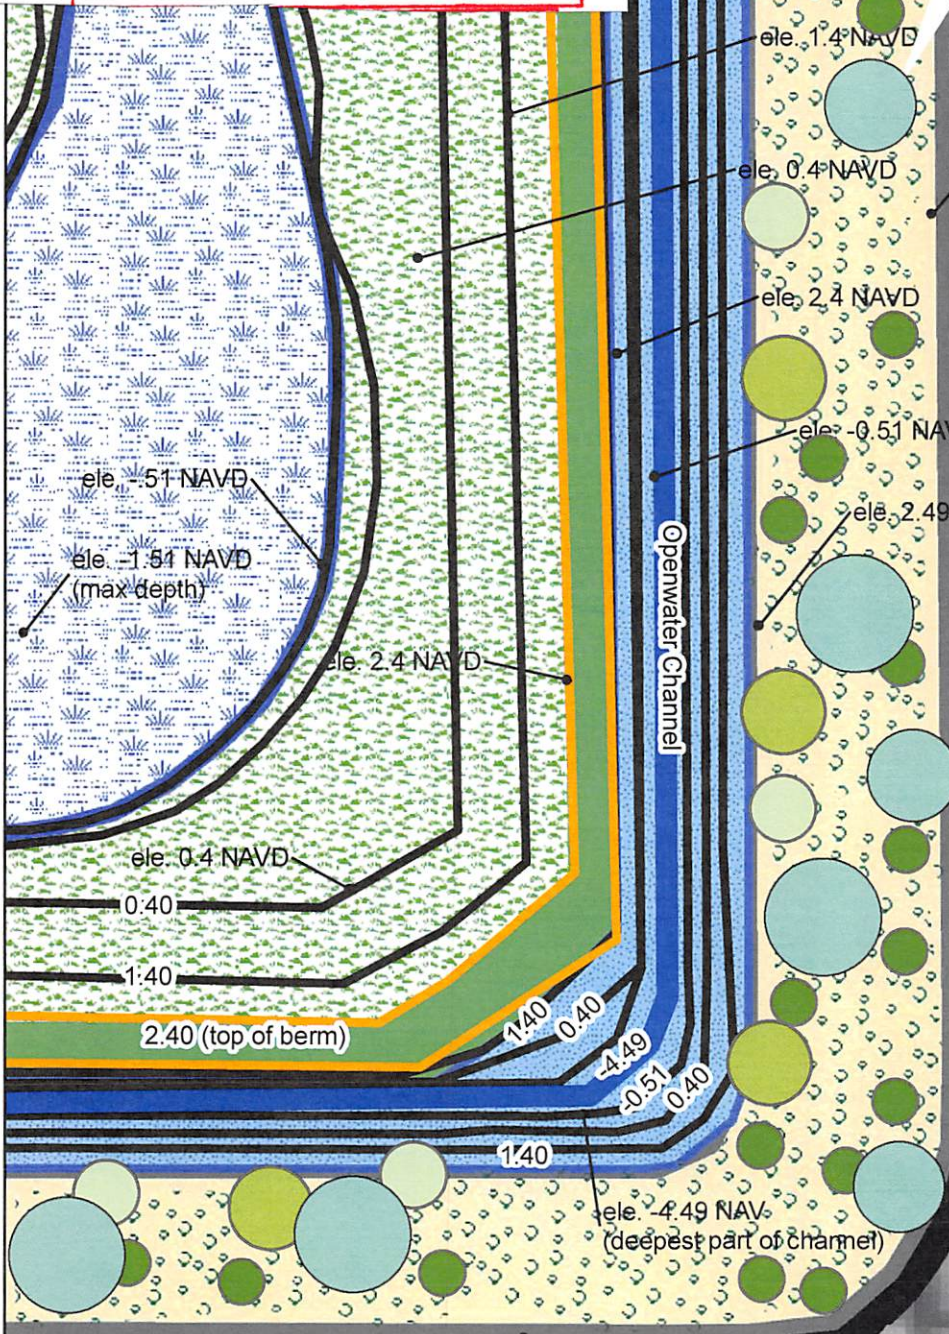 ele. 1.4 NAVD
ele. 0.4 NAVD
ele. 2.4 NAVD
ele. -0.51 NAV
ele. -.51 NAVD
ele. 2.49
ele. -1.51 NAVD
(max depth)
Openwater Channel
ele. 2.4 NAVD
ele. 0.4 NAVD
0.40
1.40
2.40 (top of berm)
1.40
0.40
-4.49
-0.51
0.40
1.40
ele. -4.49 NAV
(deepest part of channel)